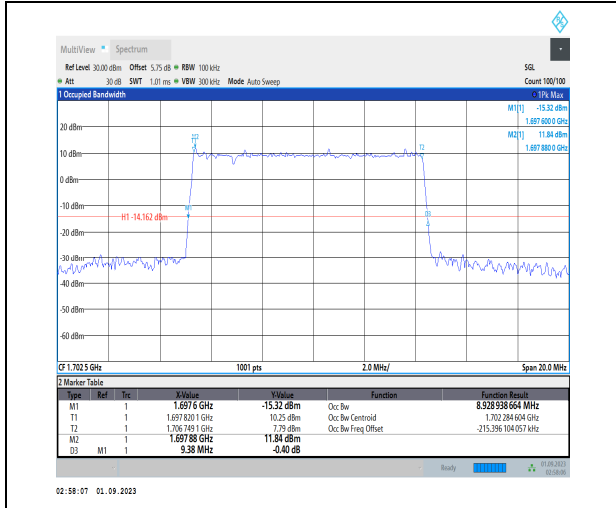 MultiView Spectrum
Ref Level 30.00 dBm Offset 5.75 dB RBW 100 kHz SGL
Att 30 dB SWT 1.01 ms VBW 300 kHz Mode Auto Sweep Count 100/100
1 Occupied Bandwidth 1Pk Max
M1[1] -15.32 dBm
1.697 600 0 GHz
M2[1] 11.84 dBm
1.697 880 0 GHz
20 dBm
T2
10 dBm
0 dBm
-10 dBm
M1
H1 -14.162 dBm
D3
-20 dBm
-30 dBm
-40 dBm
-50 dBm
-60 dBm
CF 1.702 5 GHz 1001 pts 2.0 MHz/ Span 20.0 MHz
2 Marker Table
Type Ref Trc X-Value Y-Value Function Function Result
M1 1 1.697 6 GHz -15.32 dBm Occ Bw 8.928 938 664 MHz
T1 1 1.697 820 1 GHz 10.25 dBm Occ Bw Centroid 1.702 284 604 GHz
T2 1 1.706 749 1 GHz 7.79 dBm Occ Bw Freq Offset -215.396 104 057 kHz
M2 1 1.697 88 GHz 11.84 dBm
D3 M1 1 9.38 MHz -0.40 dB
Ready 01.09.2023
02:58:08
02:58:07 01.09.2023